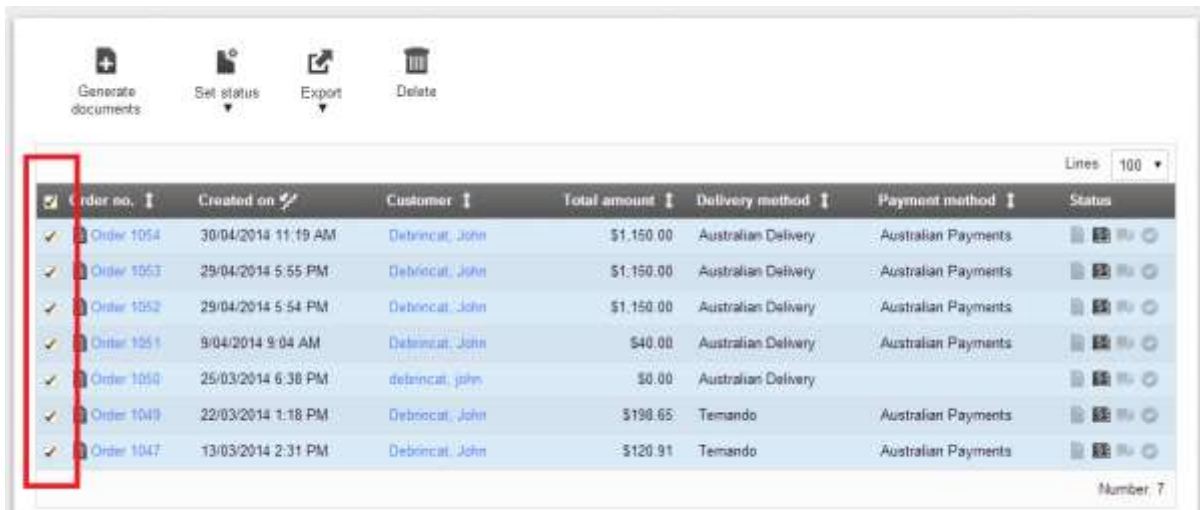 Generate documents
Set status
Export
Delete
Lines 100
Order no. Created on Customer Total amount Delivery method Payment method Status
Order 1054 30/04/2014 11:19 AM Debrincat, John $1,150.00 Australian Delivery Australian Payments
Order 1053 29/04/2014 5:55 PM Debrincat, John $1,150.00 Australian Delivery Australian Payments
Order 1052 29/04/2014 5:54 PM Debrincat, John $1,150.00 Australian Delivery Australian Payments
Order 1051 9/04/2014 9:04 AM Debrincat, John $40.00 Australian Delivery Australian Payments
Order 1050 25/03/2014 6:38 PM debrincat, john $0.00 Australian Delivery
Order 1049 22/03/2014 1:18 PM Debrincat, John $198.65 Temando Australian Payments
Order 1047 13/03/2014 2:31 PM Debrincat, John $120.91 Temando Australian Payments
Number: 7